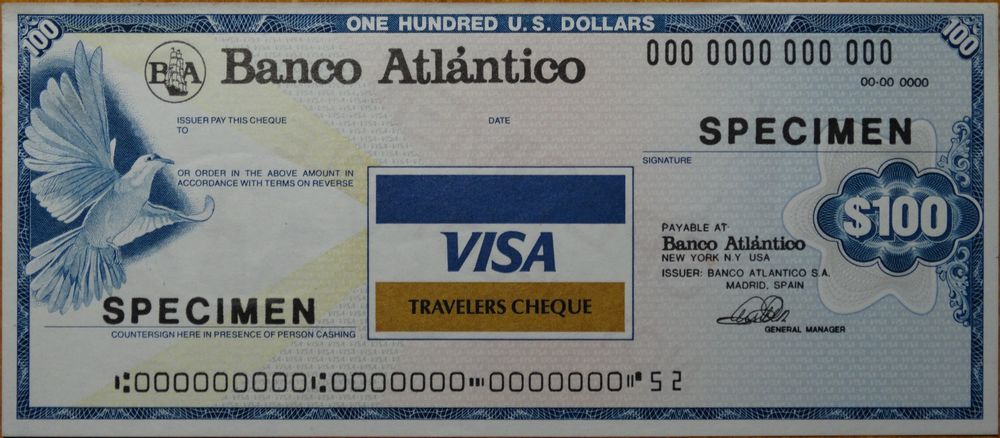 ONE HUNDRED U.S. DOLLARS
100
100
BA Banco Atlántico
000 0000 000 000
00-00 0000
ISSUER PAY THIS CHEQUE
TO
DATE
SPECIMEN
SIGNATURE
OR ORDER IN THE ABOVE AMOUNT IN
ACCORDANCE WITH TERMS ON REVERSE
$100
VISA
TRAVELERS CHEQUE
PAYABLE AT
Banco Atlántico
NEW YORK N.Y USA
ISSUER: BANCO ATLANTICO S.A.
MADRID, SPAIN
GENERAL MANAGER
SPECIMEN
COUNTERSIGN HERE IN PRESENCE OF PERSON CASHING
⑆000000000⑆0000000⑉0000000⑈52